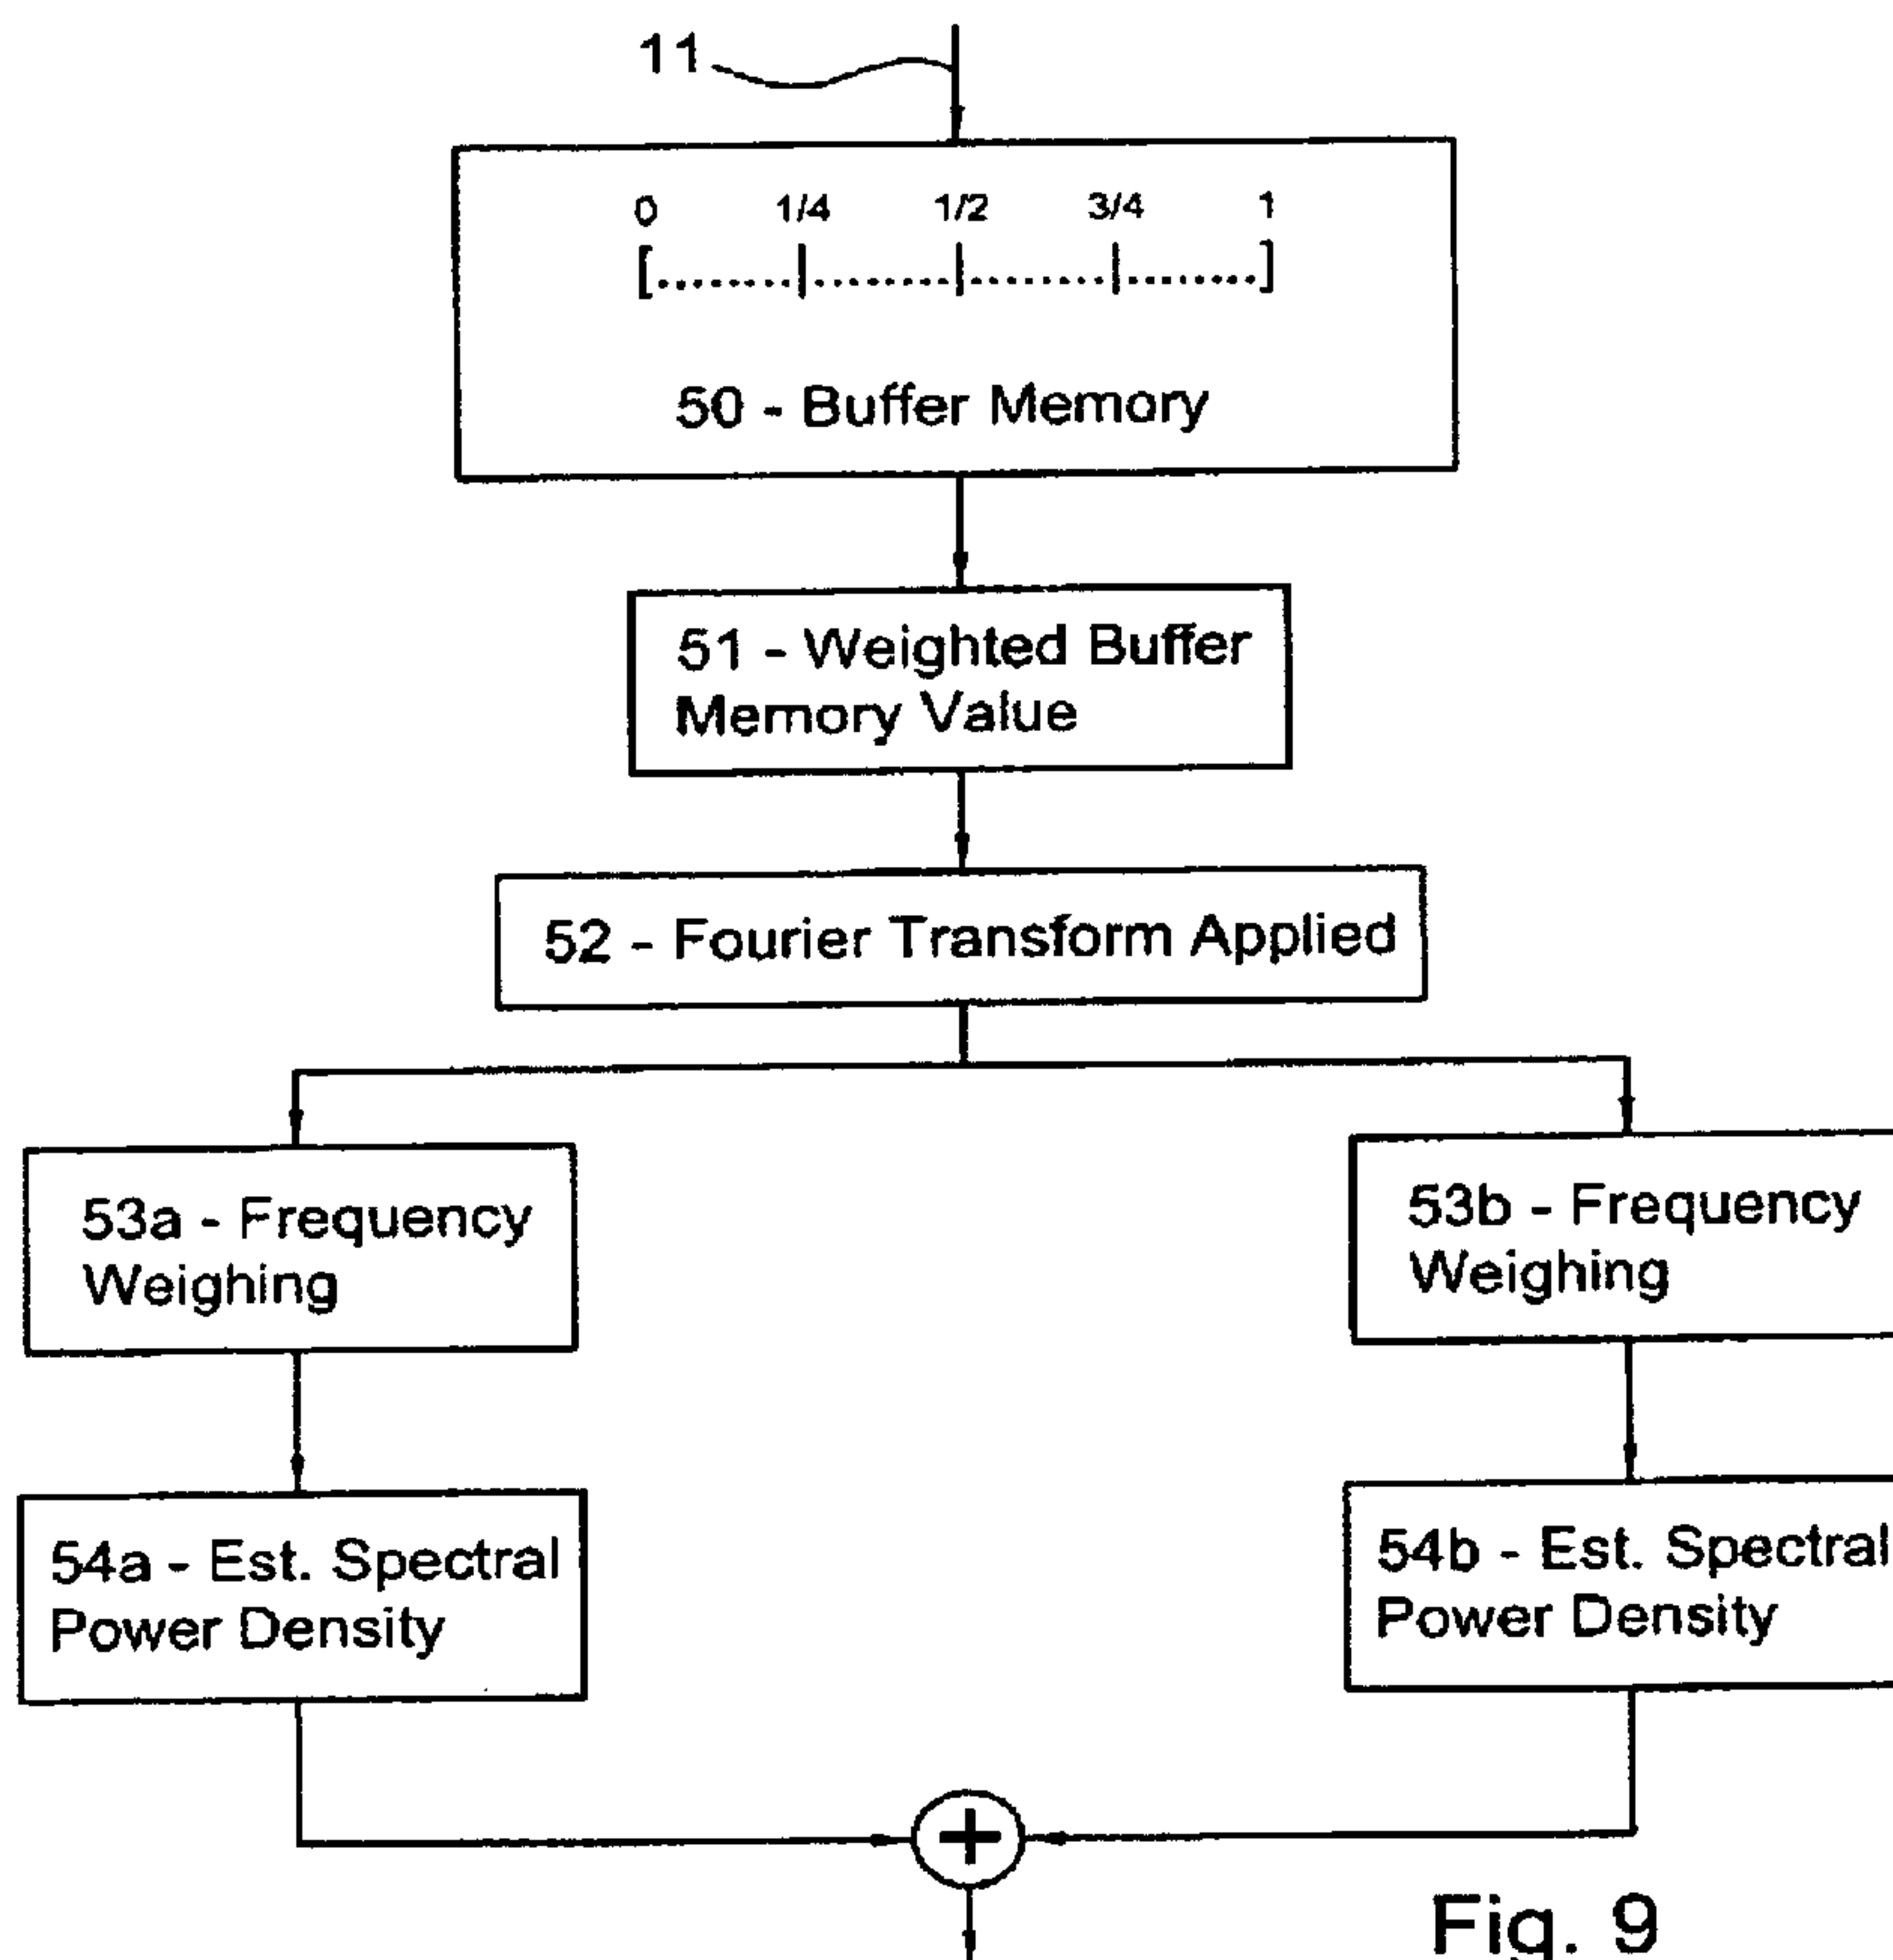 11
0 1/4 1/2 3/4 1
50 - Buffer Memory
51 - Weighted Buffer
Memory Value
52 - Fourier Transform Applied
53a - Frequency
Weighing
53b - Frequency
Weighing
54a - Est. Spectral
Power Density
54b - Est. Spectral
Power Density
+
Fig. 9